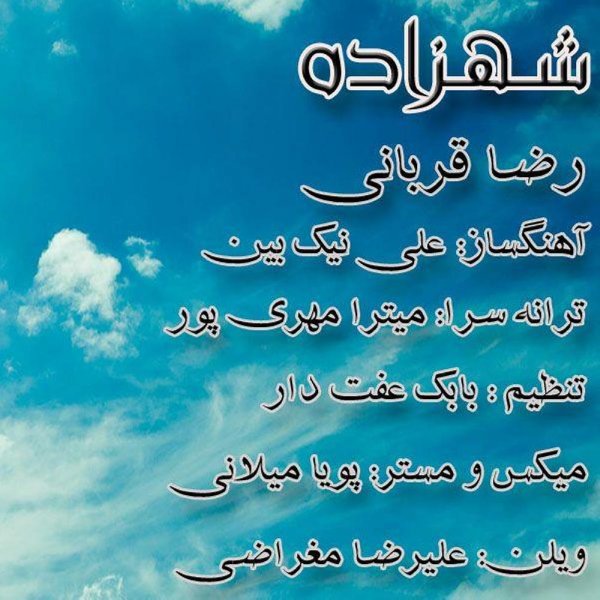 شهزاده
رضا قربانی
آهنگساز: علی نیک بین
ترانه سرا: میترا مهری پور
تنظیم : بابک عفت دار
میکس و مستر: پویا میلانی
ویلن: علیرضا مغراضی